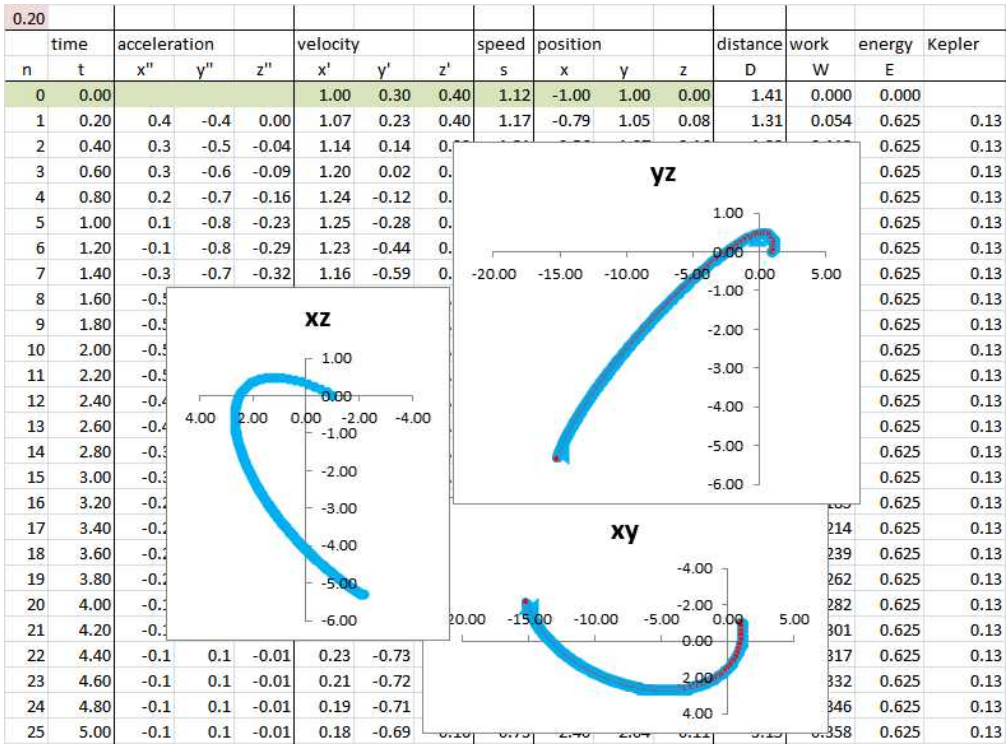 0.20
time acceleration velocity speed position distance work energy Kepler
n t x" y" z" x' y' z' s x y z D W E
0 0.00 1.00 0.30 0.40 1.12 -1.00 1.00 0.00 1.41 0.000 0.000
1 0.20 0.4 -0.4 0.00 1.07 0.23 0.40 1.17 -0.79 1.05 0.08 1.31 0.054 0.625 0.13
2 0.40 0.3 -0.5 -0.04 1.14 0.14 0.625 0.13
3 0.60 0.3 -0.6 -0.09 1.20 0.02 0.625 0.13
4 0.80 0.2 -0.7 -0.16 1.24 -0.12 0.625 0.13
5 1.00 0.1 -0.8 -0.23 1.25 -0.28 0.625 0.13
6 1.20 -0.1 -0.8 -0.29 1.23 -0.44 0.625 0.13
7 1.40 -0.3 -0.7 -0.32 1.16 -0.59 0.625 0.13
8 1.60 0.625 0.13
9 1.80 0.625 0.13
10 2.00 0.625 0.13
11 2.20 0.625 0.13
12 2.40 0.625 0.13
13 2.60 0.625 0.13
14 2.80 0.625 0.13
15 3.00 0.625 0.13
16 3.20 0.625 0.13
17 3.40 214 0.625 0.13
18 3.60 239 0.625 0.13
19 3.80 262 0.625 0.13
20 4.00 282 0.625 0.13
21 4.20 301 0.625 0.13
22 4.40 -0.1 0.1 -0.01 0.23 -0.73 317 0.625 0.13
23 4.60 -0.1 0.1 -0.01 0.21 -0.72 332 0.625 0.13
24 4.80 -0.1 0.1 -0.01 0.19 -0.71 346 0.625 0.13
25 5.00 -0.1 0.1 -0.01 0.18 -0.69 358 0.625 0.13
yz
1.00
0.00
-20.00 -15.00 -10.00 -5.00 0.00 5.00
-1.00
-2.00
-3.00
-4.00
-5.00
-6.00
xz
1.00
0.00
4.00 2.00 0.00 -2.00 -4.00
-1.00
-2.00
-3.00
-4.00
-5.00
-6.00
xy
-4.00
-2.00
20.00 -15.00 -10.00 -5.00 0.00 5.00
0.00
2.00
4.00